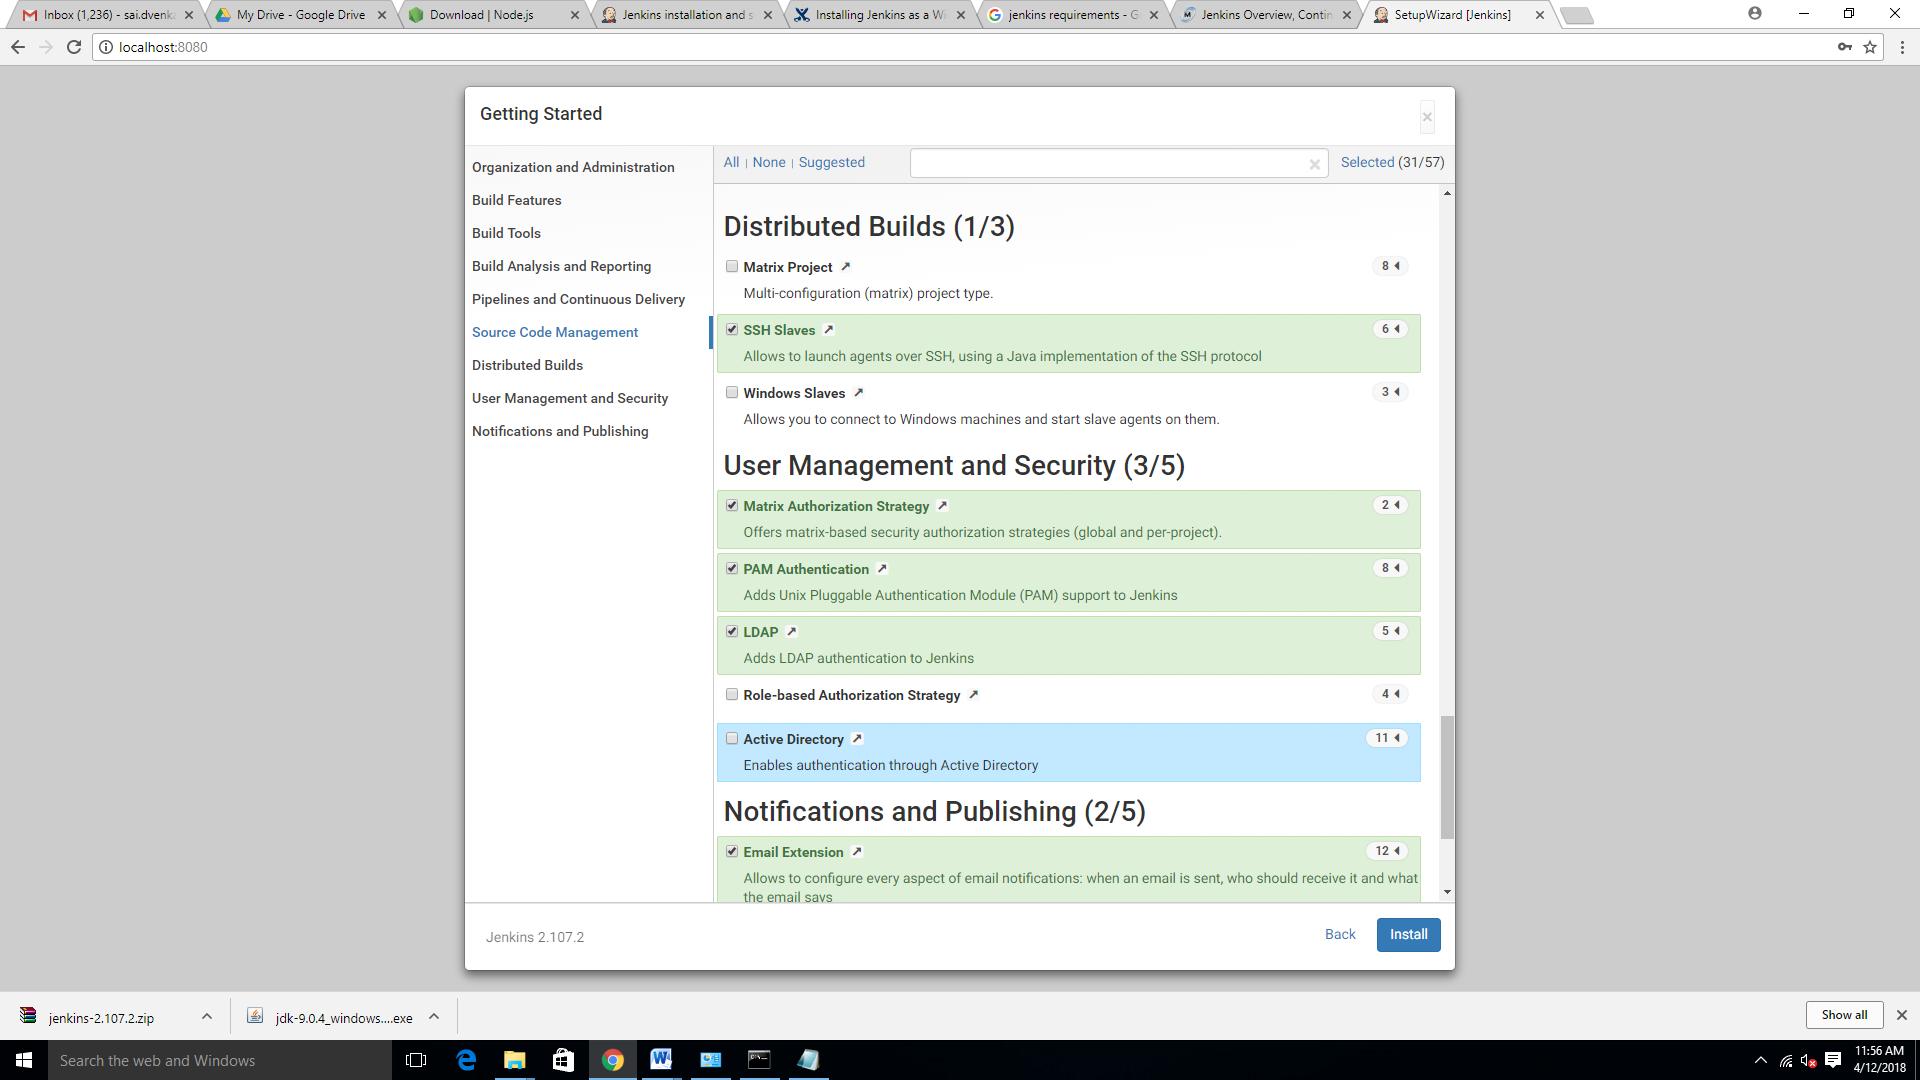 Inbox (1,236) - sai.dvenk
My Drive - Google Drive
Download | Node.js
Jenkins installation and s
Installing Jenkins as a Wi
jenkins requirements - G
Jenkins Overview, Contin
SetupWizard [Jenkins]
localhost:8080
Getting Started
Organization and Administration
Build Features
Build Tools
Build Analysis and Reporting
Pipelines and Continuous Delivery
Source Code Management
Distributed Builds
User Management and Security
Notifications and Publishing
All | None | Suggested
Selected (31/57)
Distributed Builds (1/3)
Matrix Project 8
Multi-configuration (matrix) project type.
SSH Slaves 6
Allows to launch agents over SSH, using a Java implementation of the SSH protocol
Windows Slaves 3
Allows you to connect to Windows machines and start slave agents on them.
User Management and Security (3/5)
Matrix Authorization Strategy 2
Offers matrix-based security authorization strategies (global and per-project).
PAM Authentication 8
Adds Unix Pluggable Authentication Module (PAM) support to Jenkins
LDAP 5
Adds LDAP authentication to Jenkins
Role-based Authorization Strategy 4
Active Directory 11
Enables authentication through Active Directory
Notifications and Publishing (2/5)
Email Extension 12
Allows to configure every aspect of email notifications: when an email is sent, who should receive it and what
the email says
Jenkins 2.107.2
Back
Install
jenkins-2.107.2.zip
jdk-9.0.4_windows....exe
Show all
Search the web and Windows
11:56 AM
4/12/2018